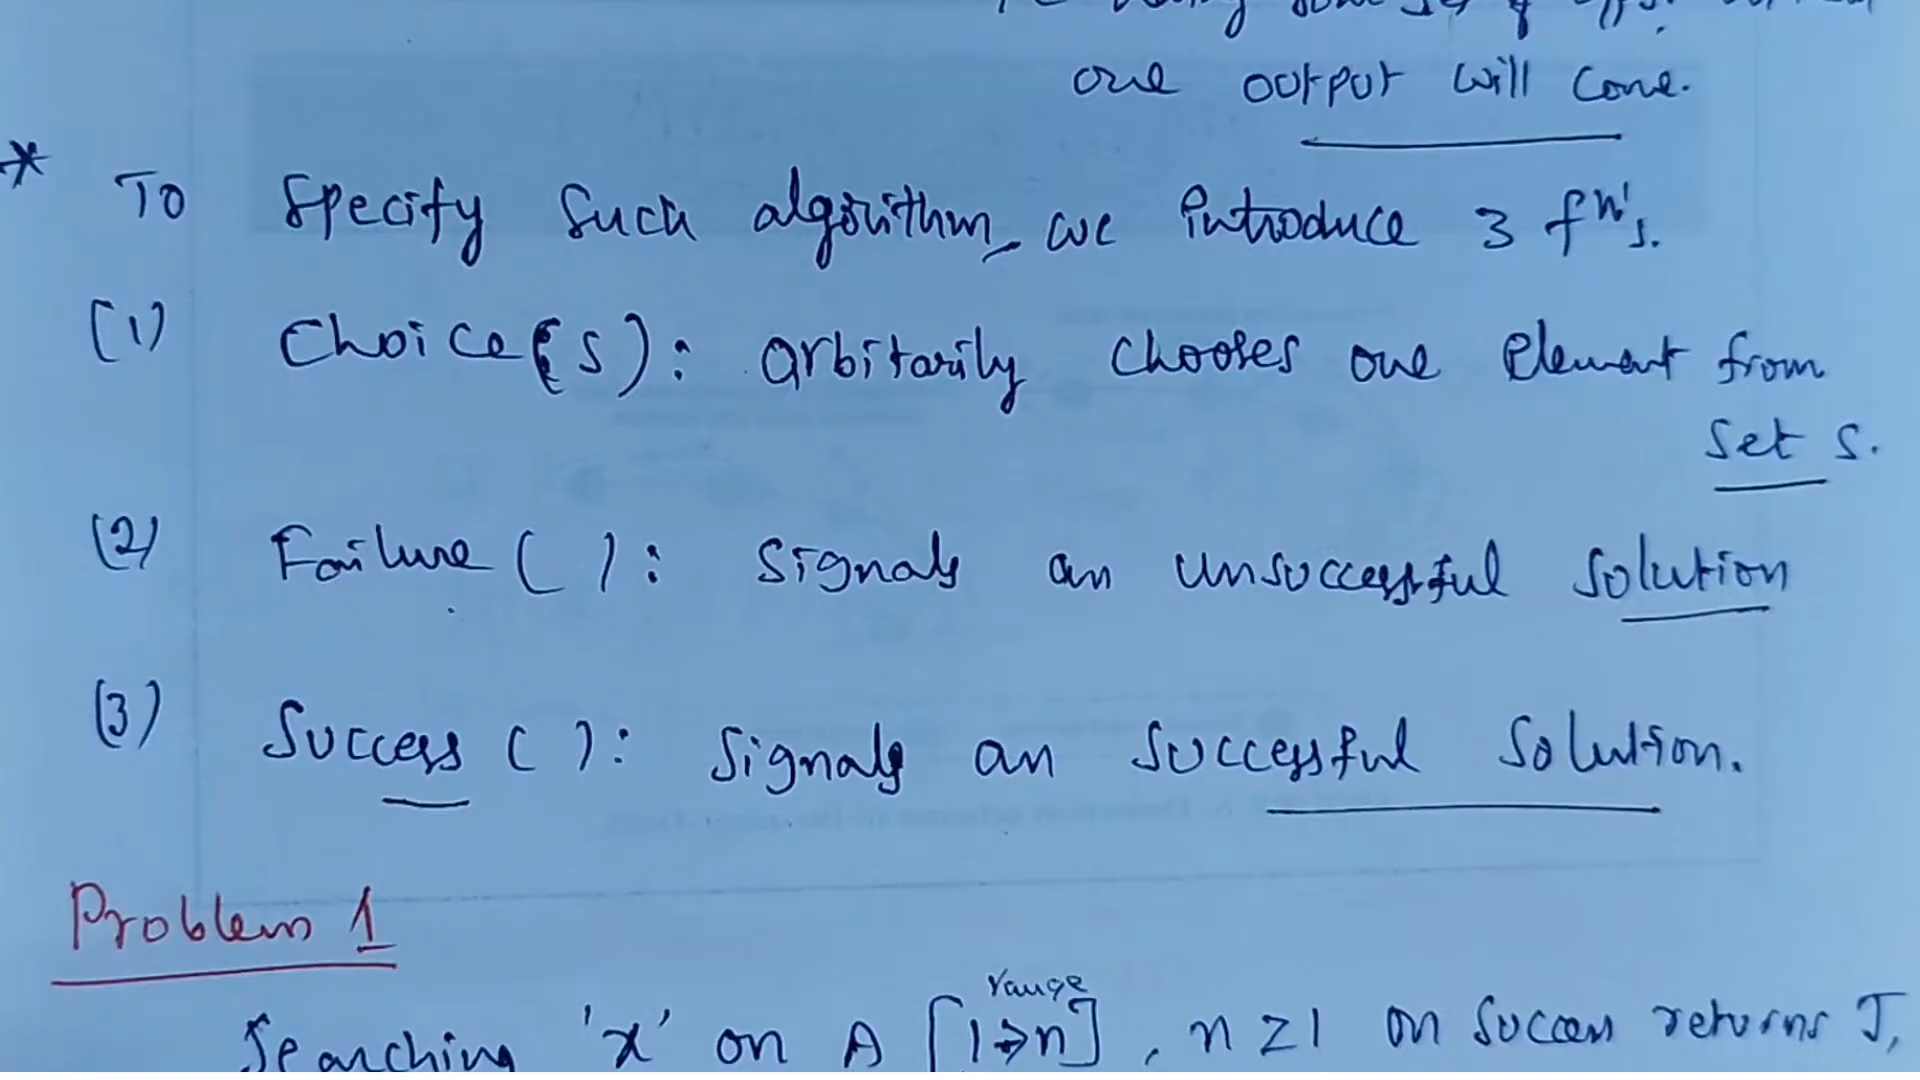 one output will come.
* To Specify Such algorithm, we introduce 3 fⁿ's.
(1) Choice(S): arbitarily chooses one element from
set S.
(2) Failure ( ): Signals an unsuccessful solution
(3) Success ( ): Signals an successful solution.
Problem 1
range
Searching 'x' on A [1→n], n ≥ 1 on success returns J,